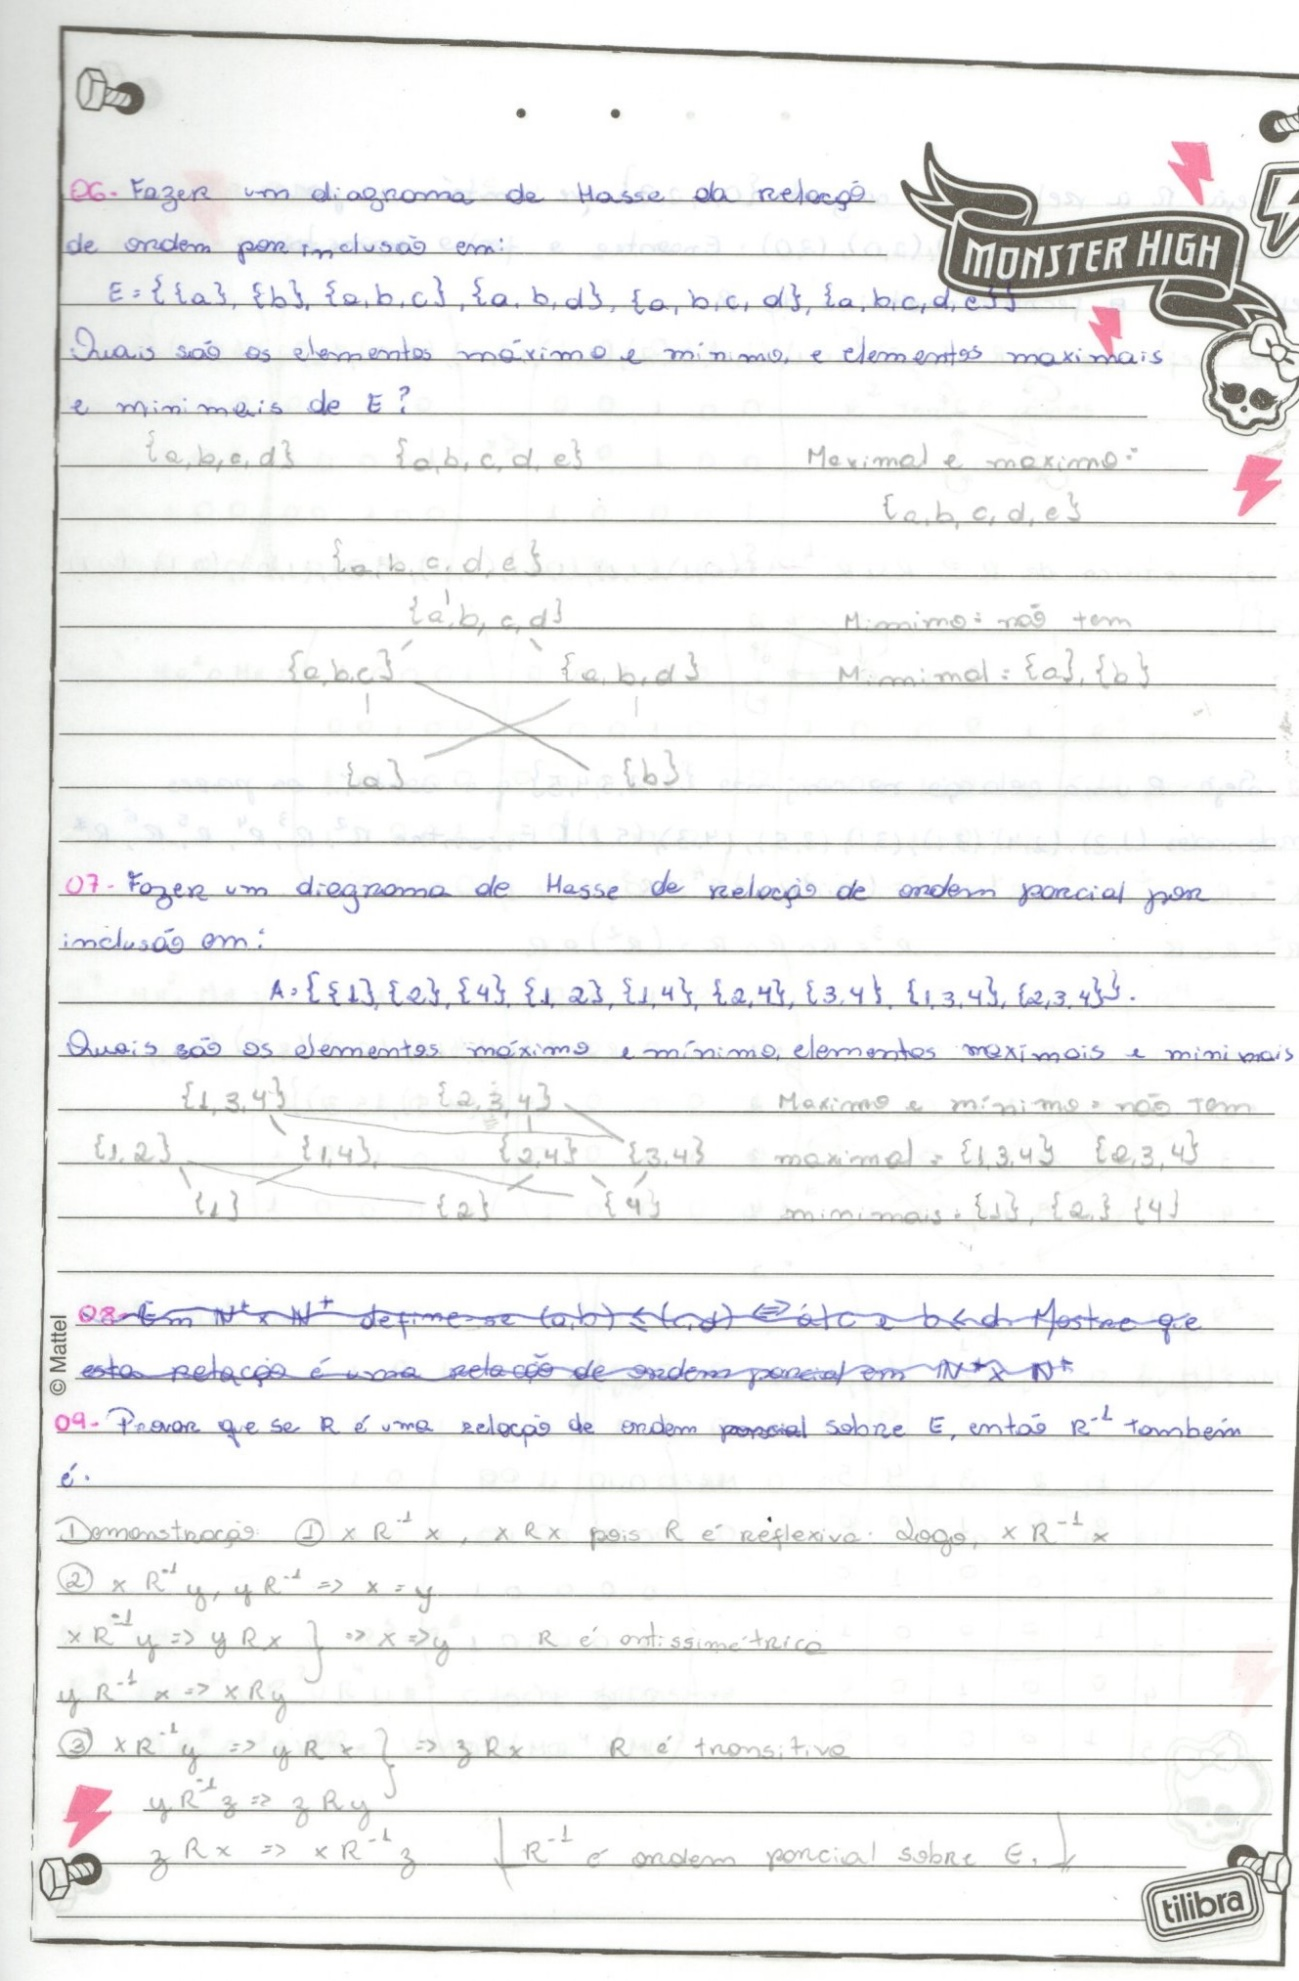 06- Fazer um diagrama de Hasse da relação
de ordem por inclusão em:
E = {{a}, {b}, {a,b,c}, {a,b,d}, {a,b,c,d}, {a,b,c,d,e}}
Quais são os elementos máximo e mínimo, e elementos maximais
e minimais de E?
MONSTER HIGH
{a,b,c,d} {a,b,c,d,e} Maximal e maximo:
{a,b,c,d,e}
{a,b,c,d,e}
{a,b,c,d} Minimo: não tem
{a,b,c} {a,b,d} Minimal: {a}, {b}
{a} {b}
07- Fazer um diagrama de Hasse de relação de ordem parcial por
inclusão em:
A = {{1}, {2}, {4}, {1,2}, {1,4}, {2,4}, {3,4}, {1,3,4}, {2,3,4}}.
Quais são os elementos máximo e mínimo, elementos maximais e minimais
{1,3,4} {2,3,4} Maximo e mínimo = não tem
{1,2} {1,4}, {2,4} {3,4} maximal = {1,3,4} {2,3,4}
{1} {2} {4} minimais = {1}, {2,} {4}
08- Em N+ x N+ define-se (a,b) ≤ (c,d) <=> a/c e b≤d. Mostre que
esta relação é uma relação de ordem parcial em N+ x N+
© Mattel
09- Provar que se R é uma relação de ordem parcial sobre E, então R⁻¹ também
é.
Demonstração: ① x R⁻¹ x, x R x pois R é reflexiva. Logo, x R⁻¹ x
② x R⁻¹ y, y R⁻¹ => x = y
x R⁻¹ y => y R x } => x => y R é antissimétrica
y R⁻¹ x => x R y
③ x R⁻¹ y => y R x } => z R x R é transitiva
y R⁻¹ z => z R y
z R x => x R⁻¹ z | R⁻¹ é ordem parcial sobre E. |
tilibra